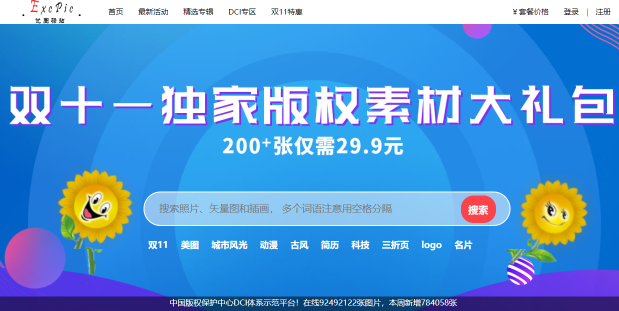 ExcPic
优图驿站
首页 最新活动 精选专辑 DCI专区 双11特惠 ¥套餐价格 登录 | 注册
双十一独家版权素材大礼包
200+张仅需29.9元
搜索照片、矢量图和插画， 多个词语注意用空格分隔 搜索
双11 美图 城市风光 动漫 古风 简历 科技 三折页 logo 名片
中国版权保护中心DCI体系示范平台！在线92492122张图片，本周新增784058张